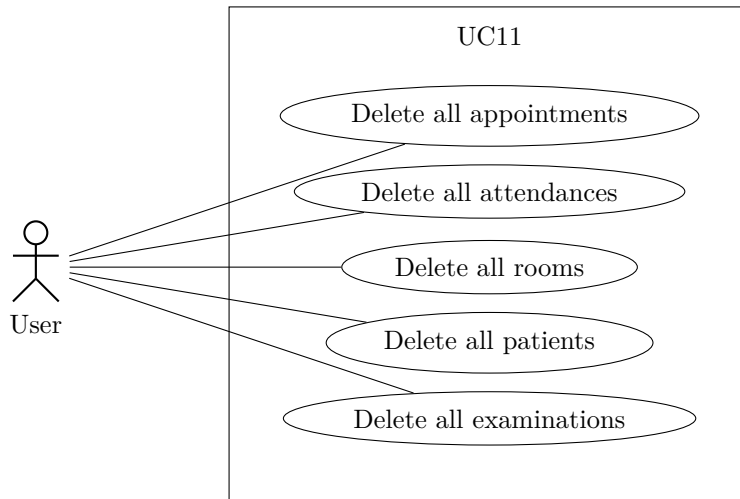 UC11
Delete all appointments
Delete all attendances
Delete all rooms
User
Delete all patients
Delete all examinations